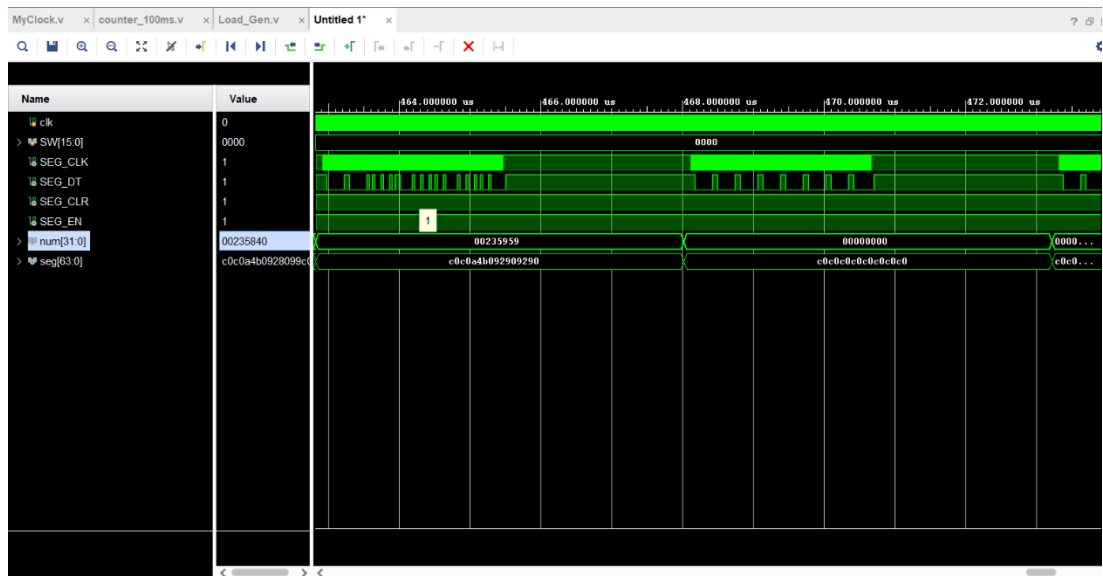 MyClock.v × counter_100ms.v × Load_Gen.v × Untitled 1* × ?
Name Value 464.000000 us 466.000000 us 468.000000 us 470.000000 us 472.000000 us
clk 0
> SW[15:0] 0000 0000
SEG_CLK 1
SEG_DT 1
SEG_CLR 1
SEG_EN 1 1
> num[31:0] 00235840 00235959 00000000 0000...
> seg[63:0] c0c0a4b0928099c0 c0c0a4b092909290 c0c0c0c0c0c0c0c0 c0c0...